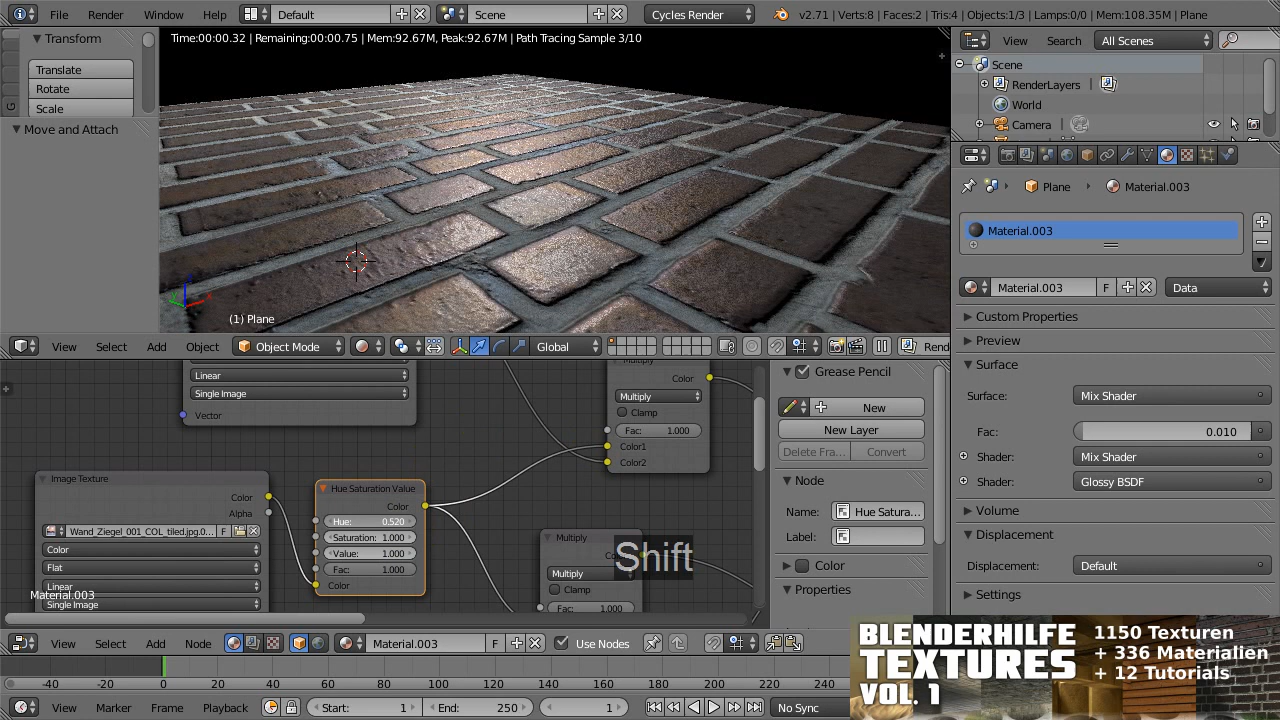 File Render Window Help Default Scene Cycles Render v2.71 | Verts:8 | Faces:2 | Tris:4 | Objects:1/3 | Lamps:0/0 | Mem:108.35M | Plane
Time:00:00.32 | Remaining:00:00.75 | Mem:92.67M, Peak:92.67M | Path Tracing Sample 3/10
Transform
Translate
Rotate
Scale
Move and Attach
G
(1) Plane
View Search All Scenes
Scene
RenderLayers
World
Camera
Plane Material.003
Material.003
Material.003 F Data
Custom Properties
Preview
Surface
Surface: Mix Shader
Fac: 0.010
Shader: Mix Shader
Shader: Glossy BSDF
Volume
Displacement
Displacement: Default
Settings
View Select Add Object Object Mode Global Rend
Linear
Single Image
Vector
Image Texture
Color
Alpha
Wand_Ziegel_001_COL_tiled.jpg.0... F
Color
Flat
Linear
Single Image
Material.003
Hue Saturation Value
Color
Hue: 0.520
Saturation: 1.000
Value: 1.000
Fac: 1.000
Color
Multiply
Color
Multiply
Clamp
Fac: 1.000
Color1
Color2
Multiply
Multiply
Clamp
Fac: 1.000
Shift
Grease Pencil
New
New Layer
Delete Fra... Convert
Node
Name: Hue Satura...
Label:
Color
Properties
View Select Add Node Material.003 F Use Nodes
-40 -20 0 20 40 60 80 100 120 140 160 180 200 220 240
View Marker Frame Playback Start: 1 End: 250 1 No Sync
BLENDERHILFE
TEXTURES
VOL. 1
1150 Texturen
+ 336 Materialien
+ 12 Tutorials